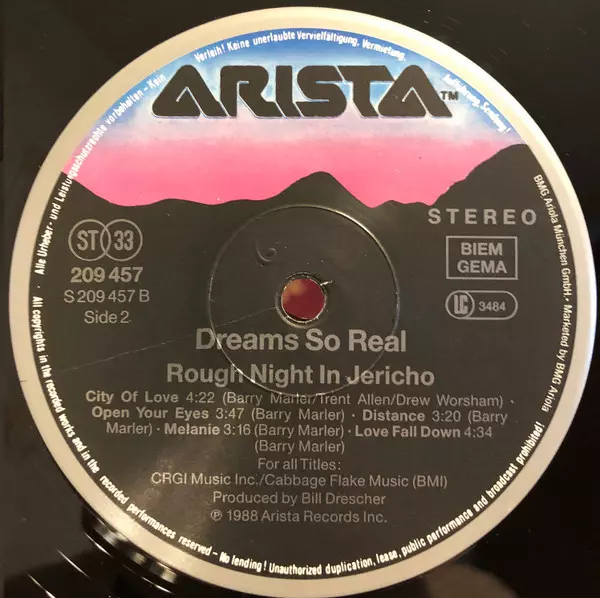 ARISTA™
STEREO
ST 33
BIEM
GEMA
209 457
S 209 457 B
LC 3484
Side 2
Dreams So Real
Rough Night In Jericho
City Of Love 4:22 (Barry Marler/Trent Allen/Drew Worsham) ·
Open Your Eyes 3:47 (Barry Marler) · Distance 3:20 (Barry
Marler) · Melanie 3:16 (Barry Marler) · Love Fall Down 4:34
(Barry Marler)
For all Titles:
CRGI Music Inc./Cabbage Flake Music (BMI)
Produced by Bill Drescher
℗ 1988 Arista Records Inc.
Alle Urheber- und Leistungsschutzrechte vorbehalten – Kein Verleih! Keine unerlaubte Vervielfältigung, Vermietung, Aufführung, Sendung!
BMG Ariola München GmbH · Marketed by BMG Ariola
All copyrights in the recorded works and in the recorded performances reserved – No lending! Unauthorized duplication, lease, public performance and broadcast prohibited!